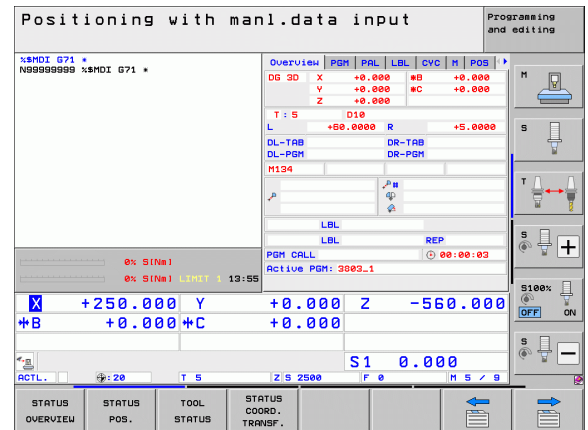 Positioning with manl.data input
Programming and editing
%$MDI G71 *
N99999999 %$MDI G71 *
Overview PGM PAL LBL CYC M POS
DG 3D X +0.000 *B +0.000
Y +0.000 *C +0.000
Z +0.000
T : 5 D10
L +60.0000 R +5.0000
DL-TAB DR-TAB
DL-PGM DR-PGM
M134
LBL
LBL REP
PGM CALL 00:00:03
Active PGM: 3803_1
0% S[Nm]
0% S[Nm] LIMIT 1 13:55
X +250.000 Y +0.000 Z -560.000
*B +0.000 *C +0.000
S1 0.000
ACTL. : 20 T 5 Z S 2500 F 0 M 5 / 9
M
S
T
S
S100%
OFF ON
S
STATUS OVERVIEW
STATUS POS.
TOOL STATUS
STATUS COORD. TRANSF.